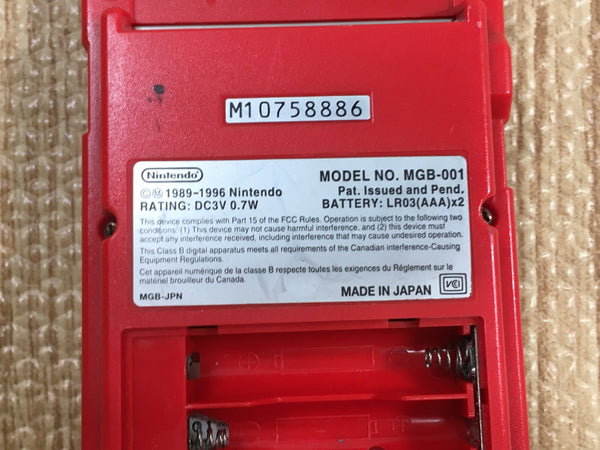 M10758886
Nintendo
MODEL NO. MGB-001
©Ⓜ 1989-1996 Nintendo
Pat. Issued and Pend.
RATING: DC3V 0.7W
BATTERY: LR03(AAA)x2
This device complies with Part 15 of the FCC Rules. Operation is subject to the following two
conditions: (1) This device may not cause harmful interference, and (2) this device must
accept any interference received, including interference that may cause undesired operation.
This Class B digital apparatus meets all requirements of the Canadian interference-Causing
Equipment Regulations.
Cet apparei numérique de la classe B respecte toutes les exigences du Règlement sur le
matériel brouilleur du Canada.
MGB-JPN
MADE IN JAPAN
VCI